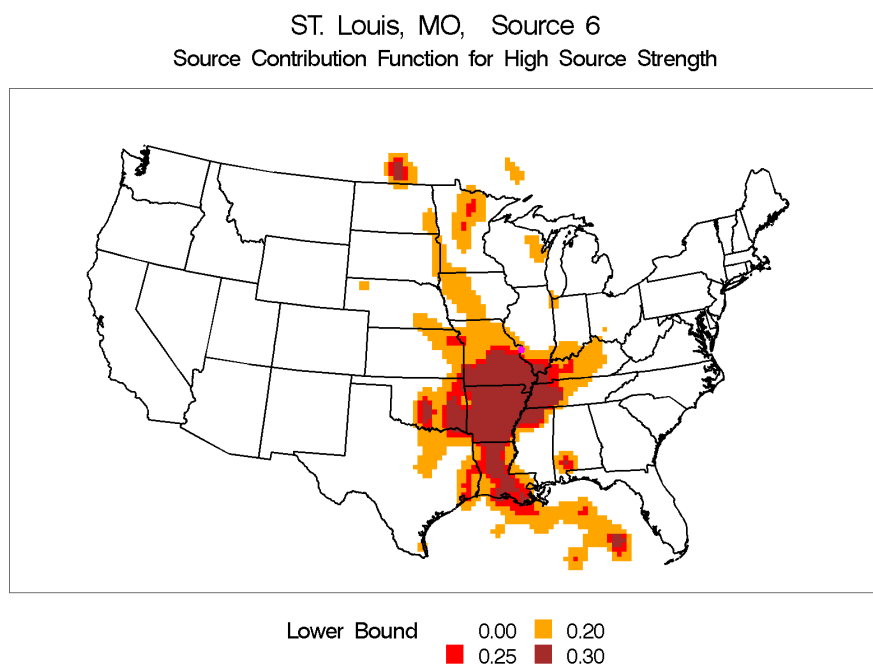 ST. Louis, MO, Source 6
Source Contribution Function for High Source Strength
Lower Bound 0.00 0.20
0.25 0.30